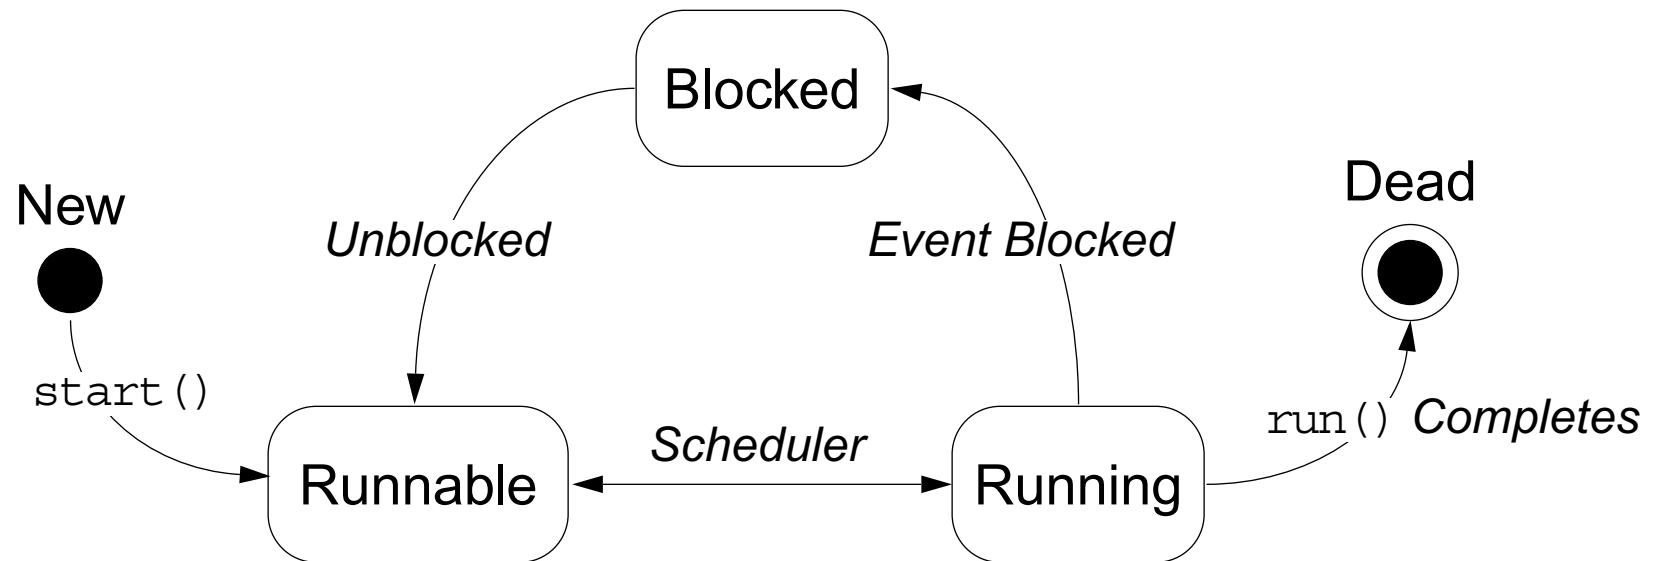 Blocked
New
Dead
Unblocked
Event Blocked
start()
run() Completes
Scheduler
Runnable
Running